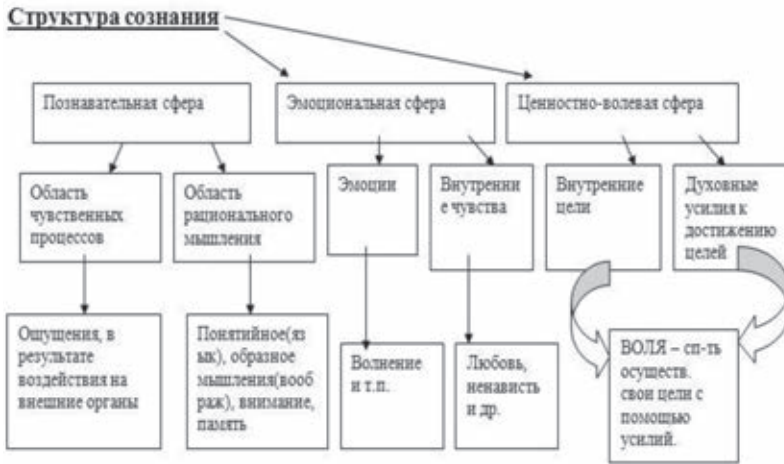 Структура сознания
Познавательная сфера
Эмоциональная сфера
Ценностно-волевая сфера
Область
чувственных
процессов
Область
рационального
мышления
Эмоции
Внутренни
е чувства
Внутренние
цели
Духовные
усилия к
достижению
целей
Ощущения, в
результате
воздействия на
внешние органы
Понятийное(яз
ык), образное
мышления(вообр
аж), внимание,
память
Волнение
и т.п.
Любовь,
ненависть
и др.
ВОЛЯ – сп-ть
осуществ.
свои цели с
помощью
усилий.